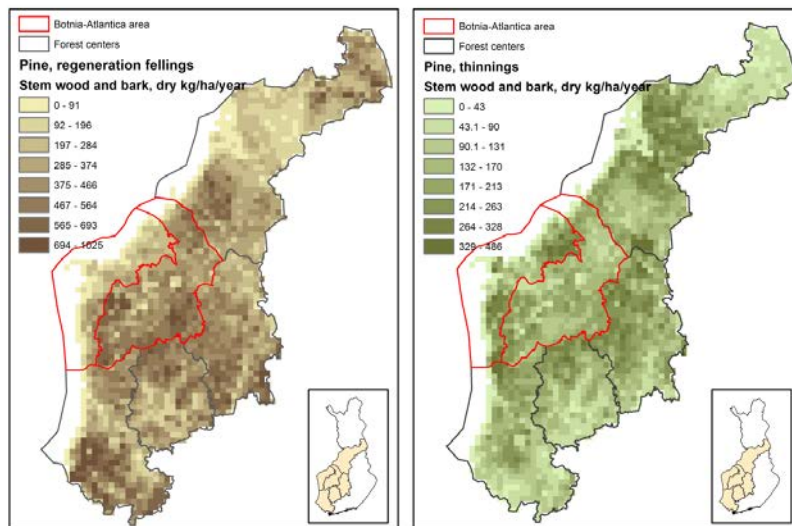 Botnia-Atlantica area
Forest centers
Pine, regeneration fellings
Stem wood and bark, dry kg/ha/year
0 - 91
92 - 196
197 - 284
285 - 374
375 - 466
467 - 564
565 - 693
694 - 1025
Botnia-Atlantica area
Forest centers
Pine, thinnings
Stem wood and bark, dry kg/ha/year
0 - 43
43.1 - 90
90.1 - 131
132 - 170
171 - 213
214 - 263
264 - 328
329 - 486